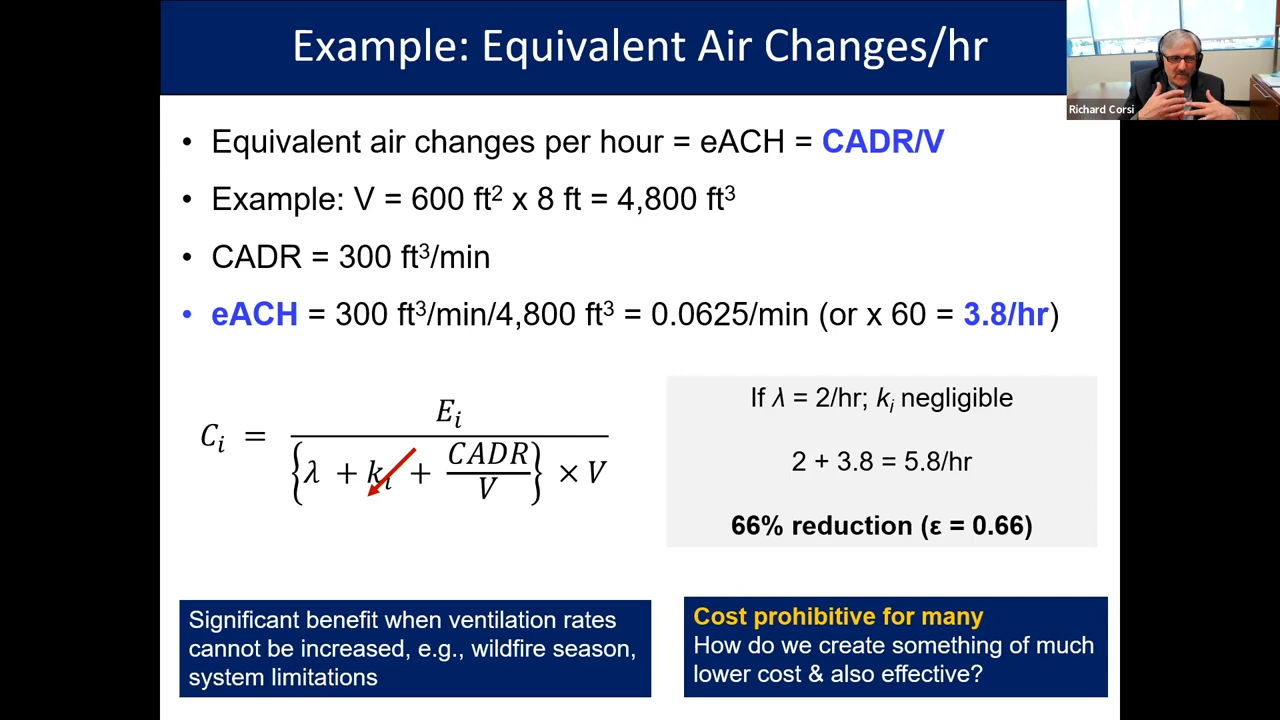 Example: Equivalent Air Changes/hr
Richard Corsi
• Equivalent air changes per hour = eACH = CADR/V
• Example: V = 600 ft² x 8 ft = 4,800 ft³
• CADR = 300 ft³/min
• eACH = 300 ft³/min/4,800 ft³ = 0.0625/min (or x 60 = 3.8/hr)
Cᵢ = Eᵢ / ({λ + kᵢ + CADR/V} × V)
If λ = 2/hr; kᵢ negligible
2 + 3.8 = 5.8/hr
66% reduction (ε = 0.66)
Significant benefit when ventilation rates
cannot be increased, e.g., wildfire season,
system limitations
Cost prohibitive for many
How do we create something of much
lower cost & also effective?